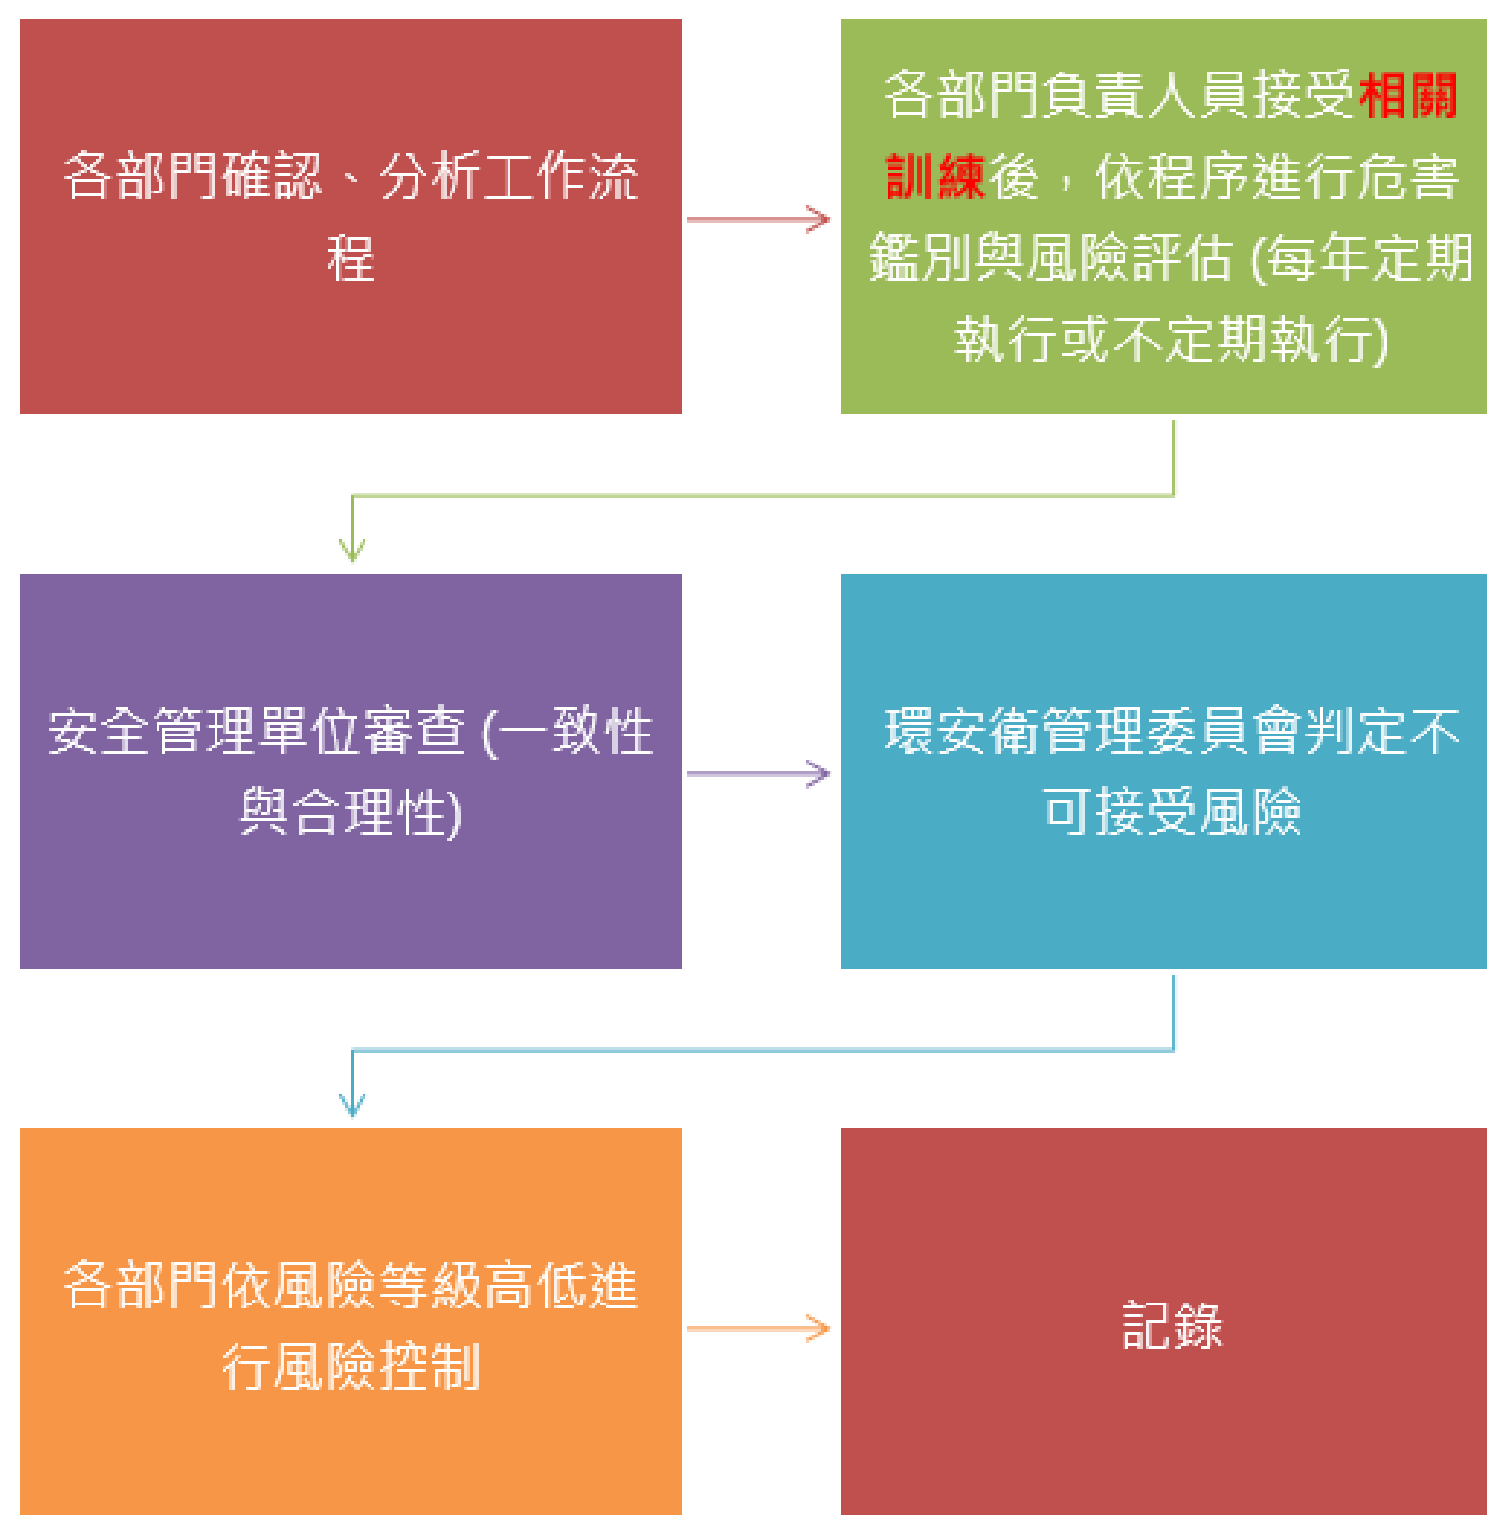 各部門確認、分析工作流
程
各部門負責人員接受相關
訓練後，依程序進行危害
鑑別與風險評估 (每年定期
執行或不定期執行)
安全管理單位審查 (一致性
與合理性)
環安衛管理委員會判定不
可接受風險
各部門依風險等級高低進
行風險控制
記錄